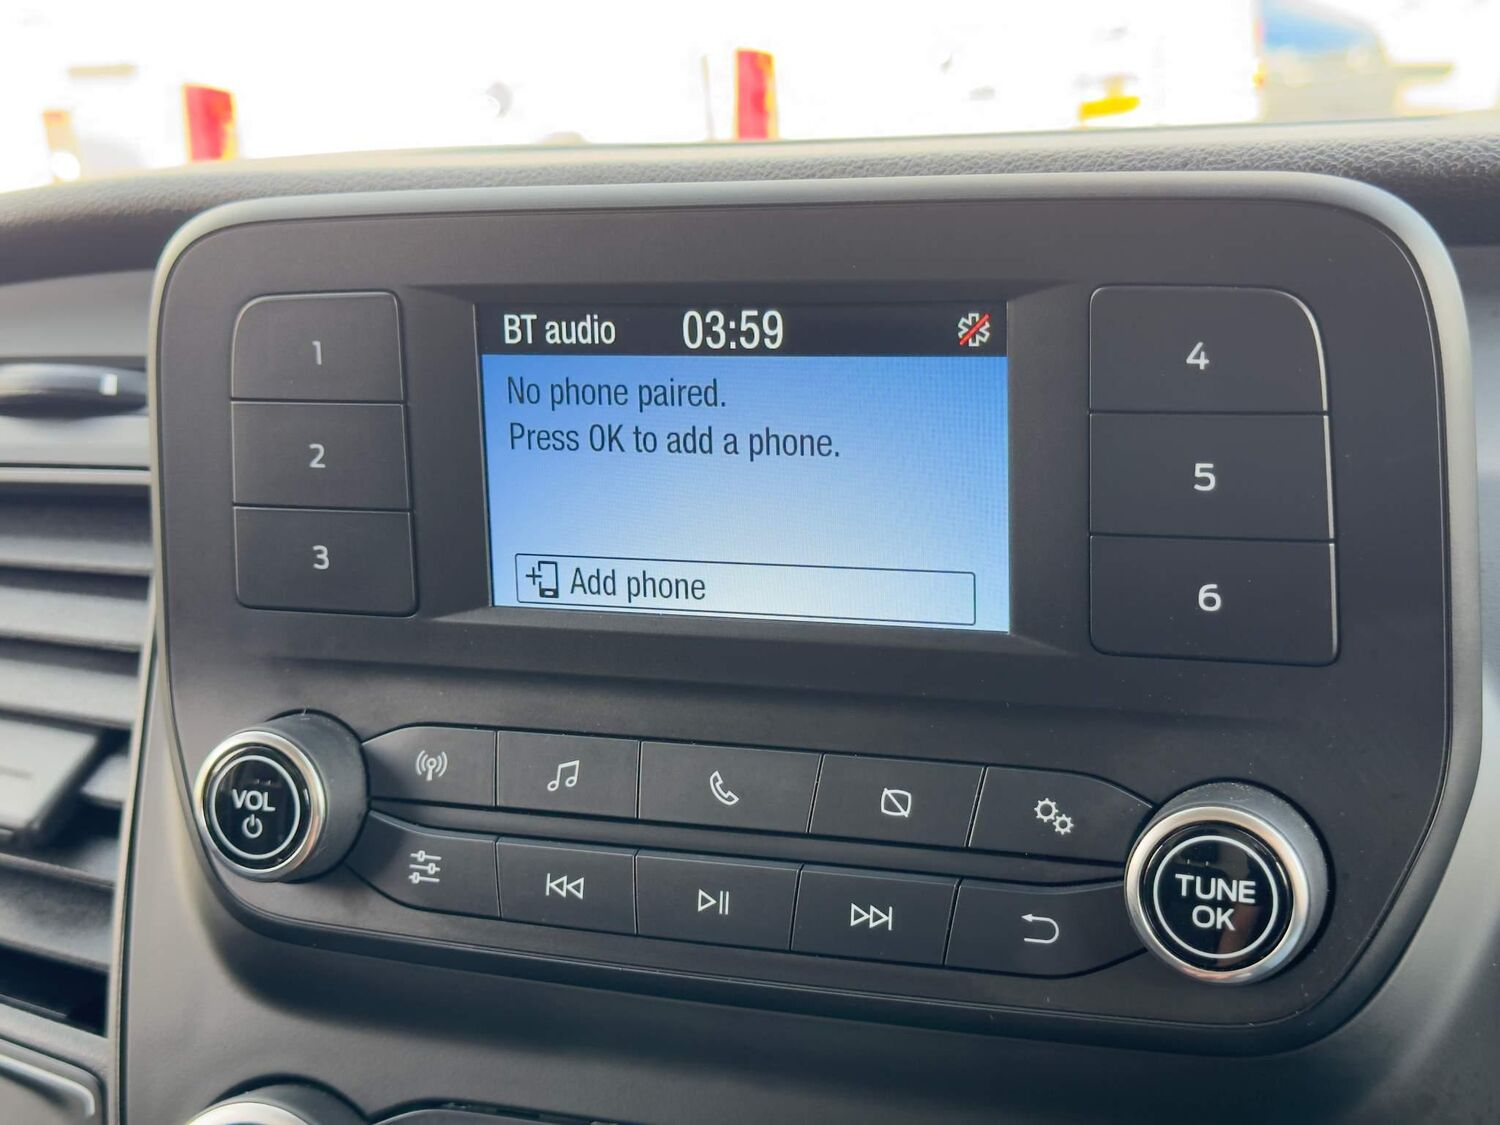 BT audio 03:59
No phone paired.
Press OK to add a phone.
Add phone
1
2
3
4
5
6
VOL
TUNE
OK